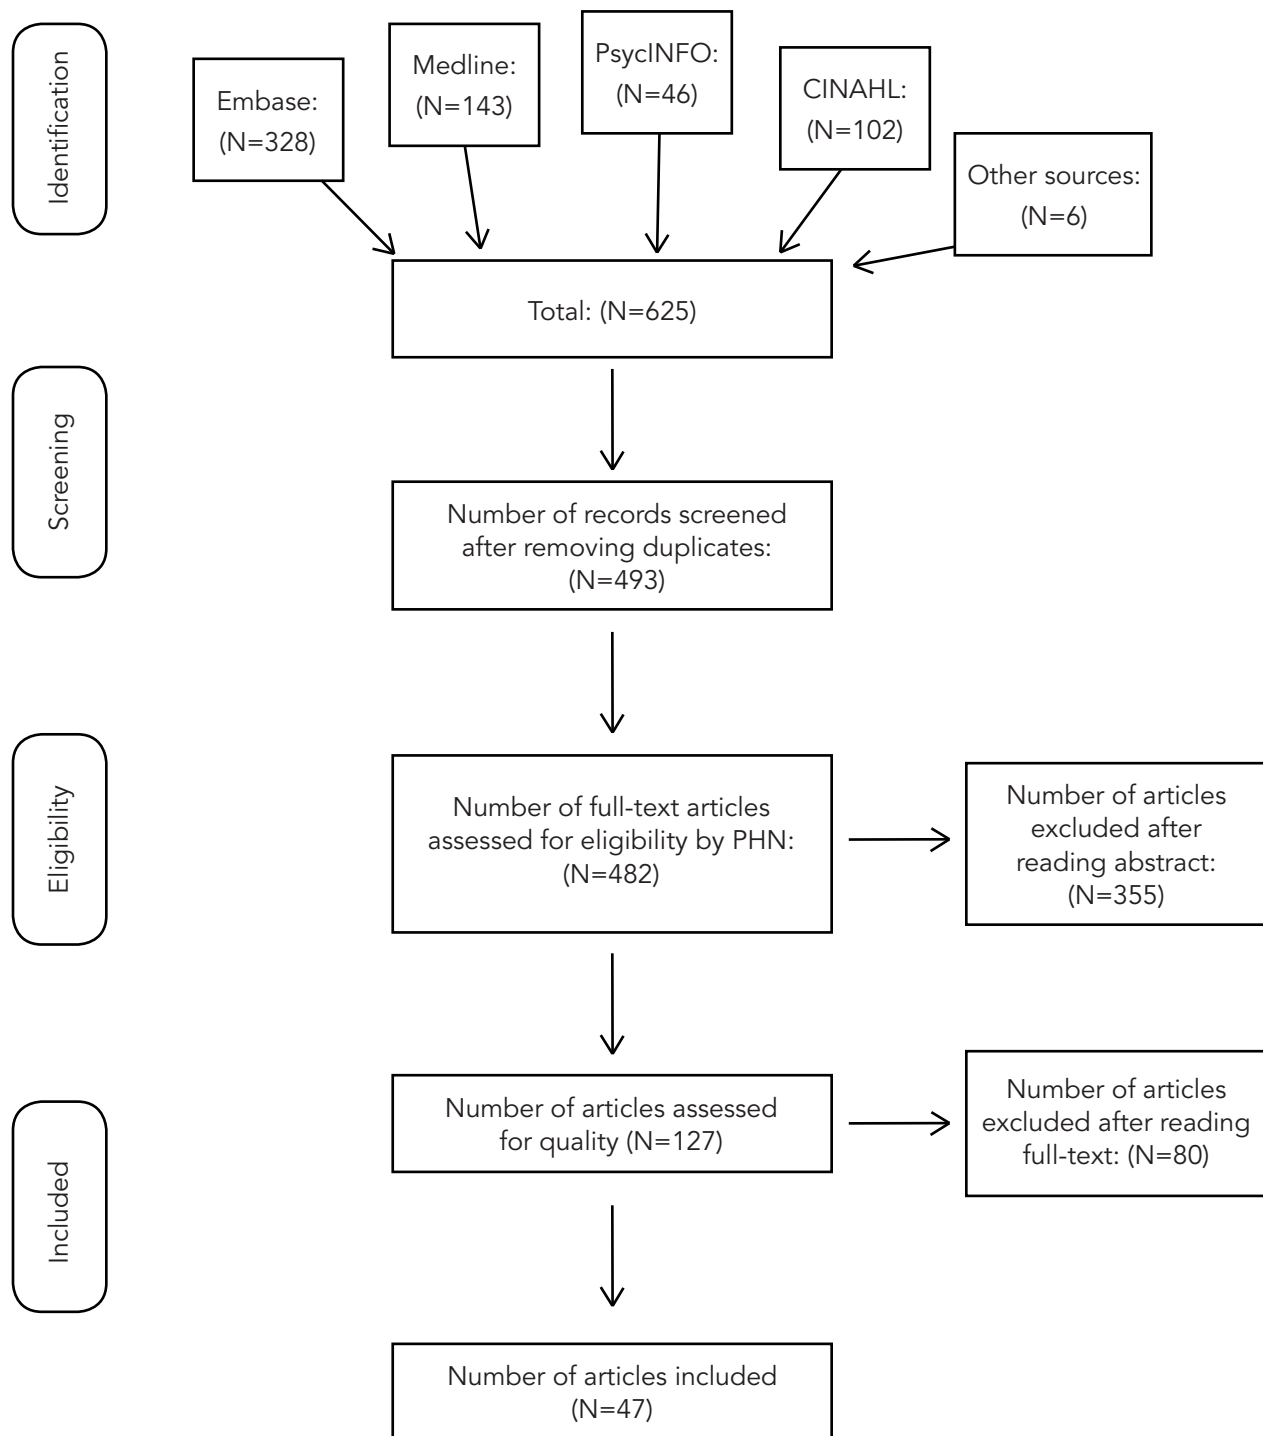 Identification
Embase:
(N=328)
Medline:
(N=143)
PsycINFO:
(N=46)
CINAHL:
(N=102)
Other sources:
(N=6)
Total: (N=625)
Screening
Number of records screened
after removing duplicates:
(N=493)
Eligibility
Number of full-text articles
assessed for eligibility by PHN:
(N=482)
Number of articles
excluded after
reading abstract:
(N=355)
Included
Number of articles assessed
for quality (N=127)
Number of articles
excluded after reading
full-text: (N=80)
Number of articles included
(N=47)